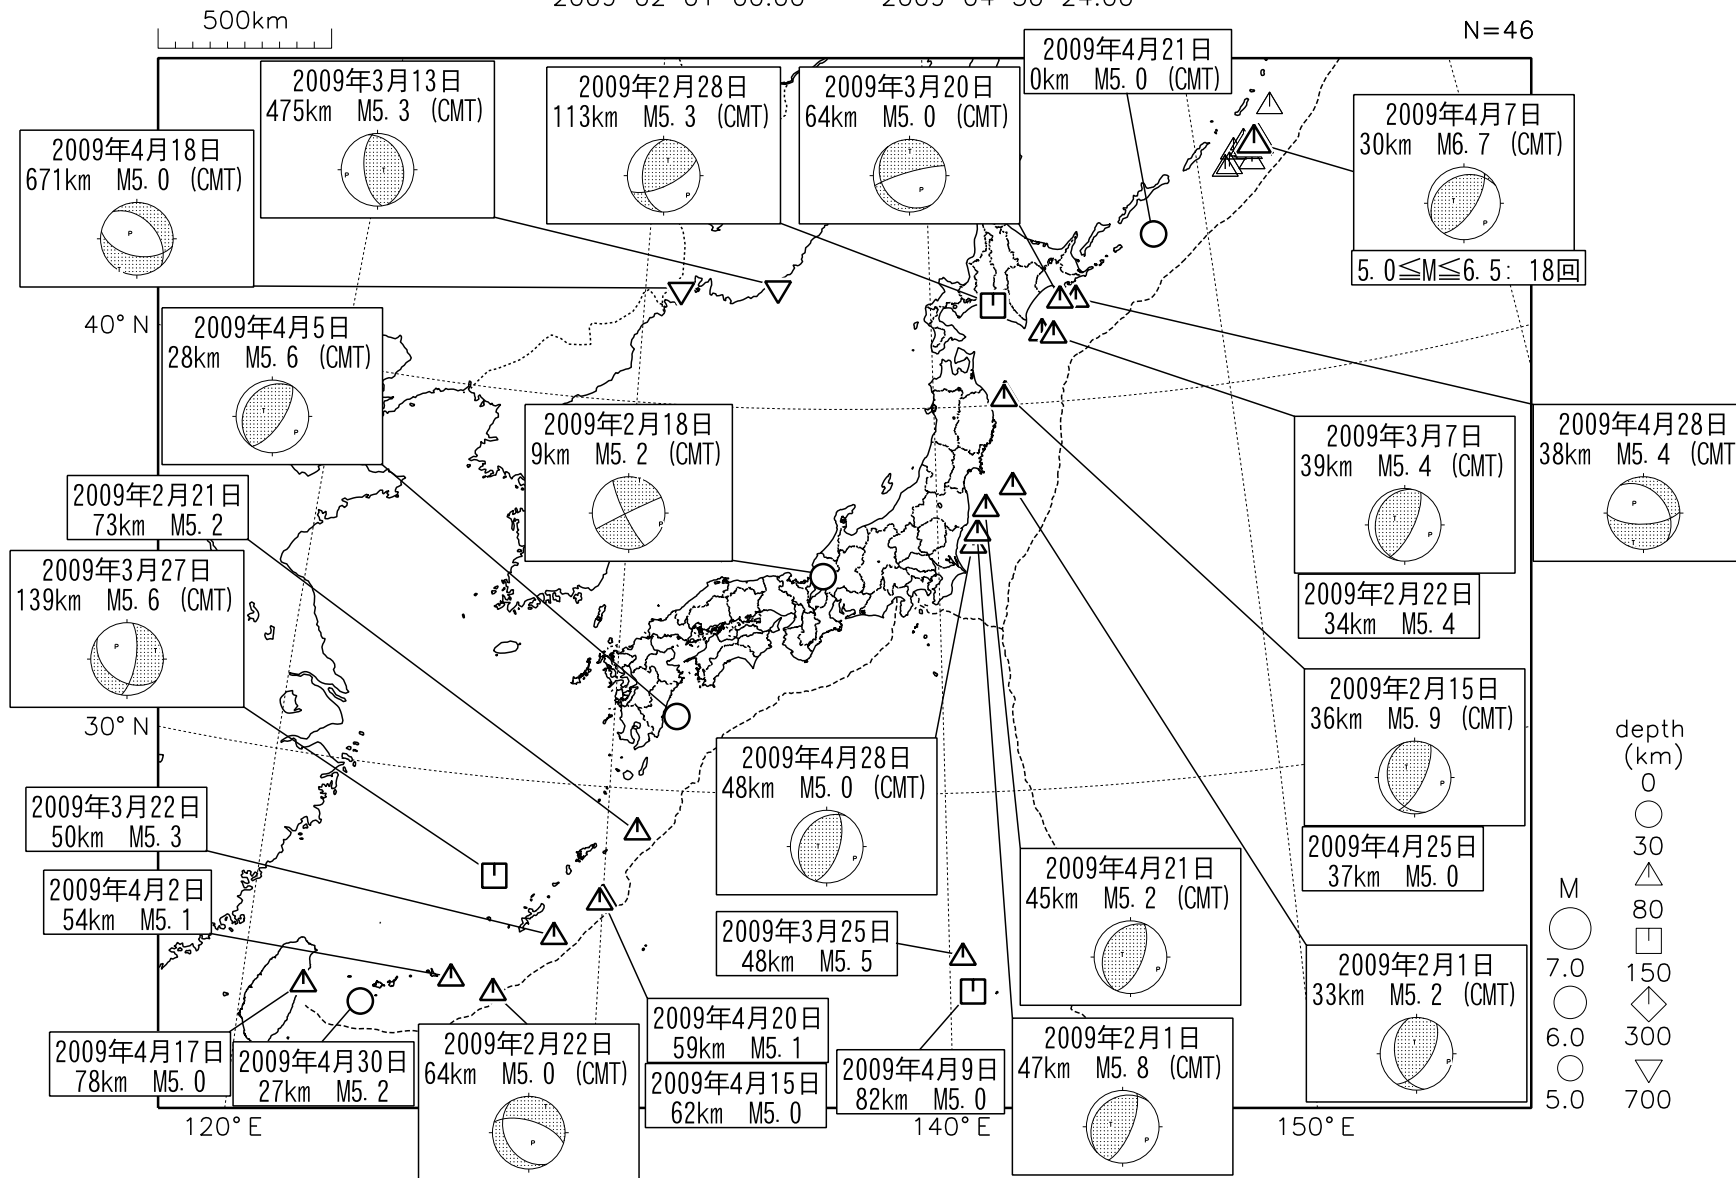 500km
N=46
2009年4月21日
0km M5.0 (CMT)
2009年3月13日
475km M5.3 (CMT)
2009年2月28日
113km M5.3 (CMT)
2009年3月20日
64km M5.0 (CMT)
2009年4月7日
30km M6.7 (CMT)
5.0≦M≦6.5: 18回
2009年4月18日
671km M5.0 (CMT)
40°N
2009年4月5日
28km M5.6 (CMT)
2009年2月18日
9km M5.2 (CMT)
2009年3月7日
39km M5.4 (CMT)
2009年2月22日
34km M5.4
2009年4月28日
38km M5.4 (CMT
2009年2月21日
73km M5.2
2009年3月27日
139km M5.6 (CMT)
30°N
2009年2月15日
36km M5.9 (CMT)
2009年4月25日
37km M5.0
2009年4月28日
48km M5.0 (CMT)
2009年3月22日
50km M5.3
2009年4月2日
54km M5.1
2009年4月21日
45km M5.2 (CMT)
2009年3月25日
48km M5.5
2009年2月1日
33km M5.2 (CMT)
2009年4月17日
78km M5.0
2009年4月30日
27km M5.2
2009年2月22日
64km M5.0 (CMT)
2009年4月20日
59km M5.1
2009年4月15日
62km M5.0
2009年4月9日
82km M5.0
2009年2月1日
47km M5.8 (CMT)
120°E
140°E
150°E
M
7.0
6.0
5.0
depth
(km)
0
30
80
150
300
700